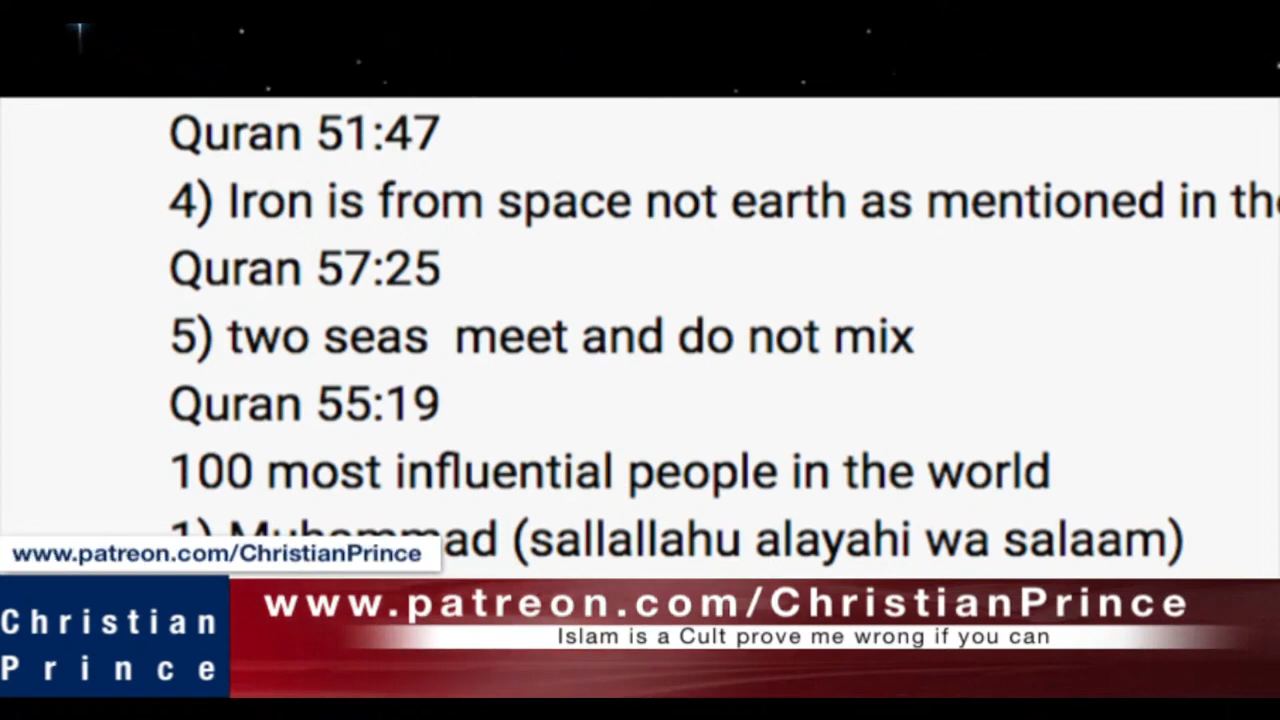 Quran 51:47
4) Iron is from space not earth as mentioned in the
Quran 57:25
5) two seas meet and do not mix
Quran 55:19
100 most influential people in the world
1) Muhammad (sallallahu alayahi wa salaam)
www.patreon.com/ChristianPrince
Christian
Prince
www.patreon.com/ChristianPrince
Islam is a Cult prove me wrong if you can